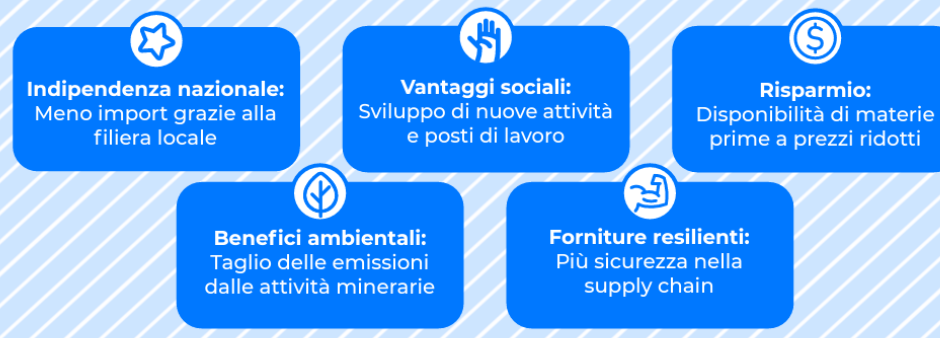 Indipendenza nazionale:
Meno import grazie alla
filiera locale
Vantaggi sociali:
Sviluppo di nuove attività
e posti di lavoro
Risparmio:
Disponibilità di materie
prime a prezzi ridotti
Benefici ambientali:
Taglio delle emissioni
dalle attività minerarie
Forniture resilienti:
Più sicurezza nella
supply chain